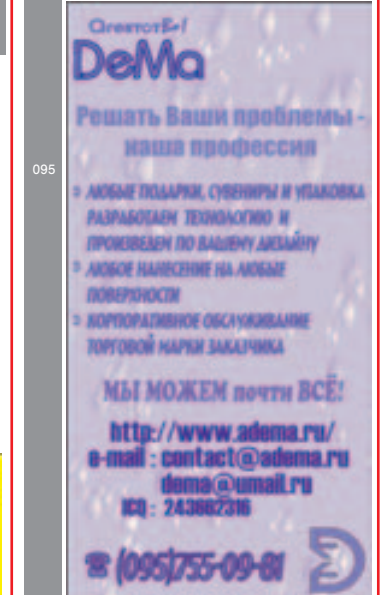 DeMa
Решать Ваши проблемы -
наша профессия
ЛЮБЫЕ ПОДАРКИ, СУВЕНИРЫ И УПАКОВКА
РАЗРАБОТАЕМ ТЕХНОЛОГИЮ И
ПРОИЗВЕДЕМ ПО ВАШЕМУ ДИЗАЙНУ
ЛЮБОЕ НАНЕСЕНИЕ НА ЛЮБЫЕ
ПОВЕРХНОСТИ
КОРПОРАТИВНОЕ ОБСЛУЖИВАНИЕ
ТОРГОВОЙ МАРКИ ЗАКАЗЧИКА
МЫ МОЖЕМ почти ВСЁ!
http://www.adema.ru/
e-mail : contact@adema.ru
dema@umail.ru
ICQ : 243662316
☎ (095)755-09-81
095